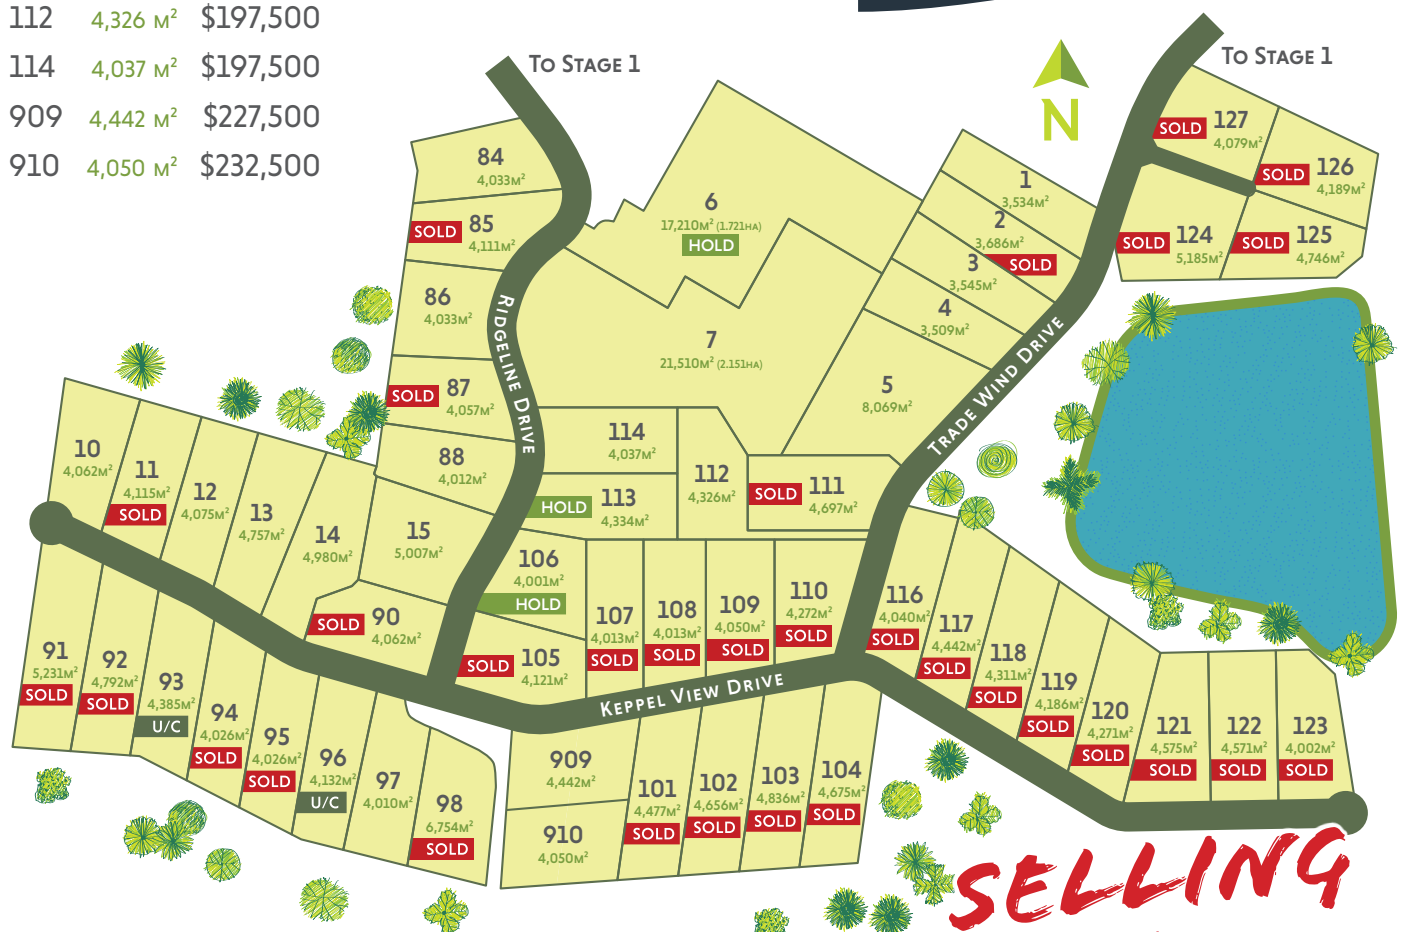 112 4,326 M² $197,500
114 4,037 M² $197,500
909 4,442 M² $227,500
910 4,050 M² $232,500
TO STAGE 1
TO STAGE 1
N
84
4,033M²
SOLD 85
4,111M²
86
4,033M²
SOLD 87
4,057M²
88
4,012M²
RIDGELINE DRIVE
6
17,210M² (1.721HA)
HOLD
7
21,510M² (2.151HA)
1
3,534M²
2
3,686M²
SOLD
3
3,545M²
4
3,509M²
5
8,069M²
TRADE WIND DRIVE
SOLD 127
4,079M²
SOLD 126
4,189M²
SOLD 124
5,185M²
SOLD 125
4,746M²
10
4,062M²
11
4,115M²
SOLD
12
4,075M²
13
4,757M²
14
4,980M²
15
5,007M²
SOLD 90
4,062M²
114
4,037M²
HOLD 113
4,334M²
112
4,326M²
SOLD 111
4,697M²
106
4,001M²
HOLD
SOLD 105
4,121M²
107
4,013M²
SOLD
108
4,013M²
SOLD
109
4,050M²
SOLD
110
4,272M²
SOLD
KEPPEL VIEW DRIVE
116
4,040M²
SOLD
117
4,442M²
SOLD
118
4,311M²
SOLD
119
4,186M²
SOLD
120
4,271M²
SOLD
121
4,575M²
SOLD
122
4,571M²
SOLD
123
4,002M²
SOLD
91
5,231M²
SOLD
92
4,792M²
SOLD
93
4,385M²
U/C
94
4,026M²
SOLD
95
4,026M²
SOLD
96
4,132M²
U/C
97
4,010M²
98
6,754M²
SOLD
909
4,442M²
910
4,050M²
101
4,477M²
SOLD
102
4,656M²
SOLD
103
4,836M²
SOLD
104
4,675M²
SOLD
SELLING